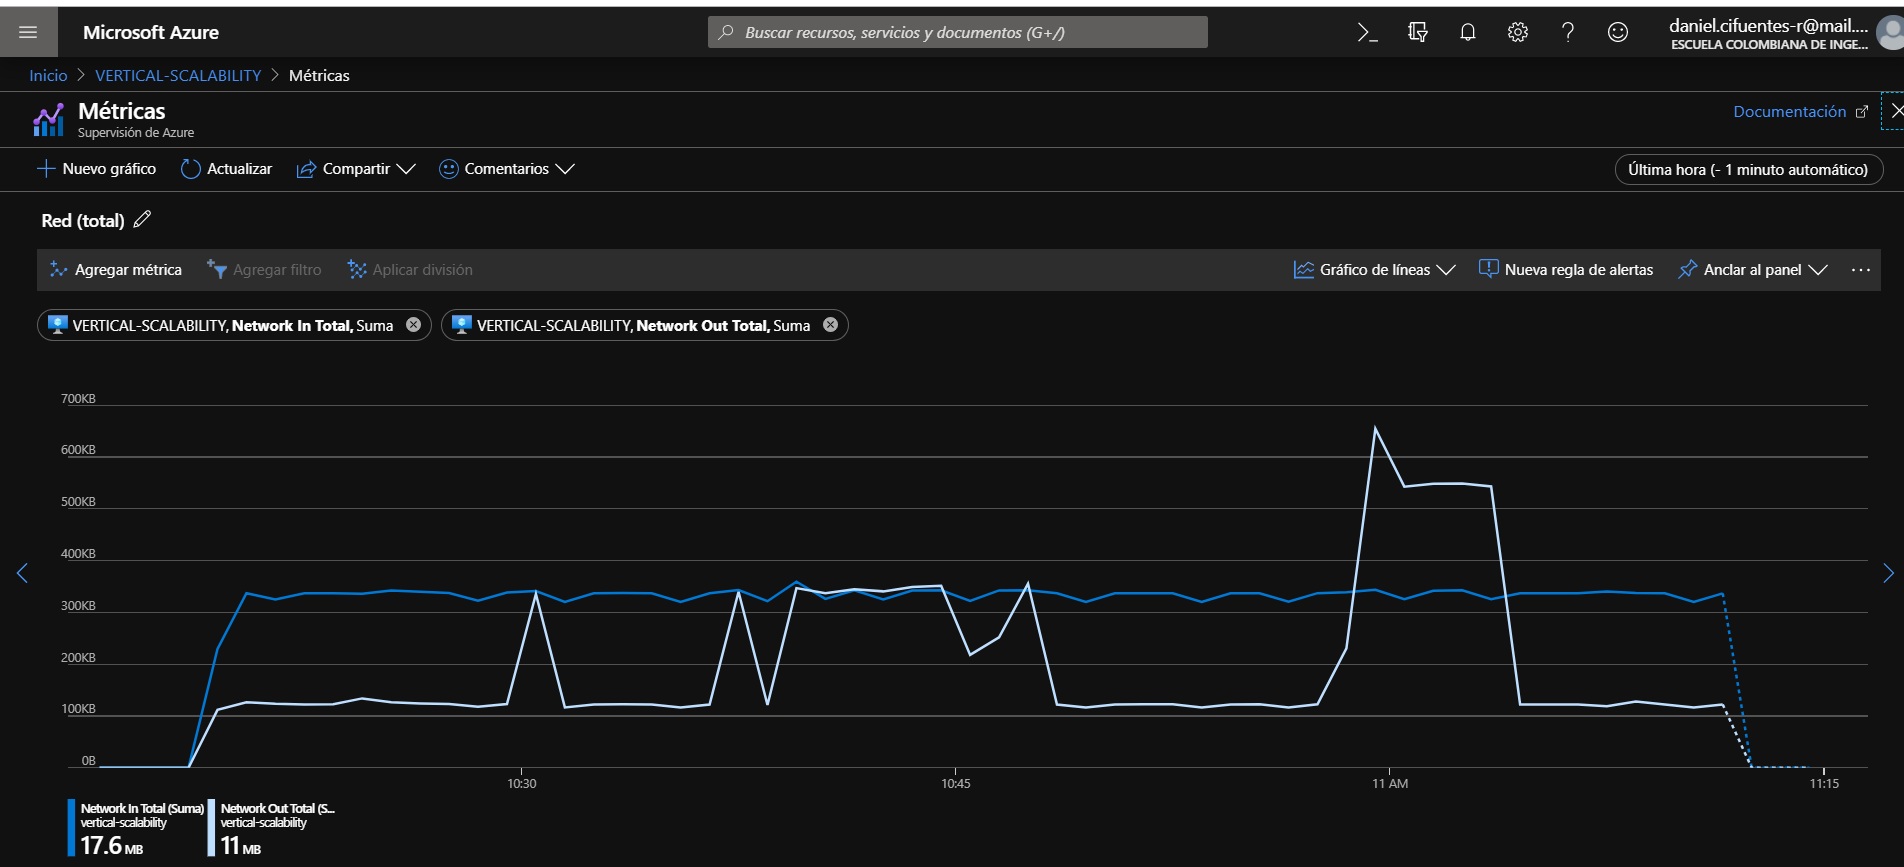 Microsoft Azure
Buscar recursos, servicios y documentos (G+/)
daniel.cifuentes-r@mail....
ESCUELA COLOMBIANA DE INGE...
Inicio > VERTICAL-SCALABILITY > Métricas
Métricas
Supervisión de Azure
Documentación
Nuevo gráfico
Actualizar
Compartir
Comentarios
Última hora (- 1 minuto automático)
Red (total)
Agregar métrica
Agregar filtro
Aplicar división
Gráfico de líneas
Nueva regla de alertas
Anclar al panel
...
VERTICAL-SCALABILITY, Network In Total, Suma
VERTICAL-SCALABILITY, Network Out Total, Suma
700KB
600KB
500KB
400KB
300KB
200KB
100KB
0B
10:30
10:45
11 AM
11:15
Network In Total (Suma)
vertical-scalability
17.6 MB
Network Out Total (S...
vertical-scalability
11 MB